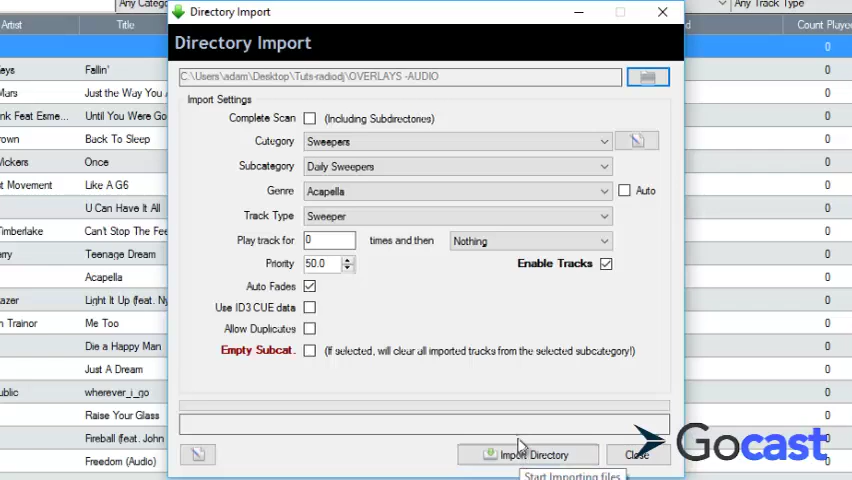 Any Catego
Any Track Type
Directory Import
Artist
Title
d
Count Played
0
Directory Import
C:\Users\adam\Desktop\Tuts-radiodj\OVERLAYS -AUDIO
Import Settings
Complete Scan
(Including Subdirectories)
Category
Sweepers
Subcategory
Daily Sweepers
Genre
Acapella
Auto
Track Type
Sweeper
Play track for
0
times and then
Nothing
Priority
50.0
Enable Tracks
Auto Fades
Use ID3 CUE data
Allow Duplicates
Empty Subcat.
(If selected, will clear all imported tracks from the selected subcategory!)
Import Directory
Close
Start Importing files
Gocast
eys
Fallin'
0
Mars
Just the Way You A
0
nk Feat Esme...
Until You Were Go
0
rown
Back To Sleep
0
Vickers
Once
0
st Movement
Like A G6
0
U Can Have It All
0
Timberlake
Can't Stop The Fee
0
erry
Teenage Dream
0
Acapella
0
azer
Light It Up (feat. Ny
0
n Trainor
Me Too
0
Die a Happy Man
0
Just A Dream
0
public
wherever_i_go
0
Raise Your Glass
0
Fireball (feat. John
Freedom (Audio)